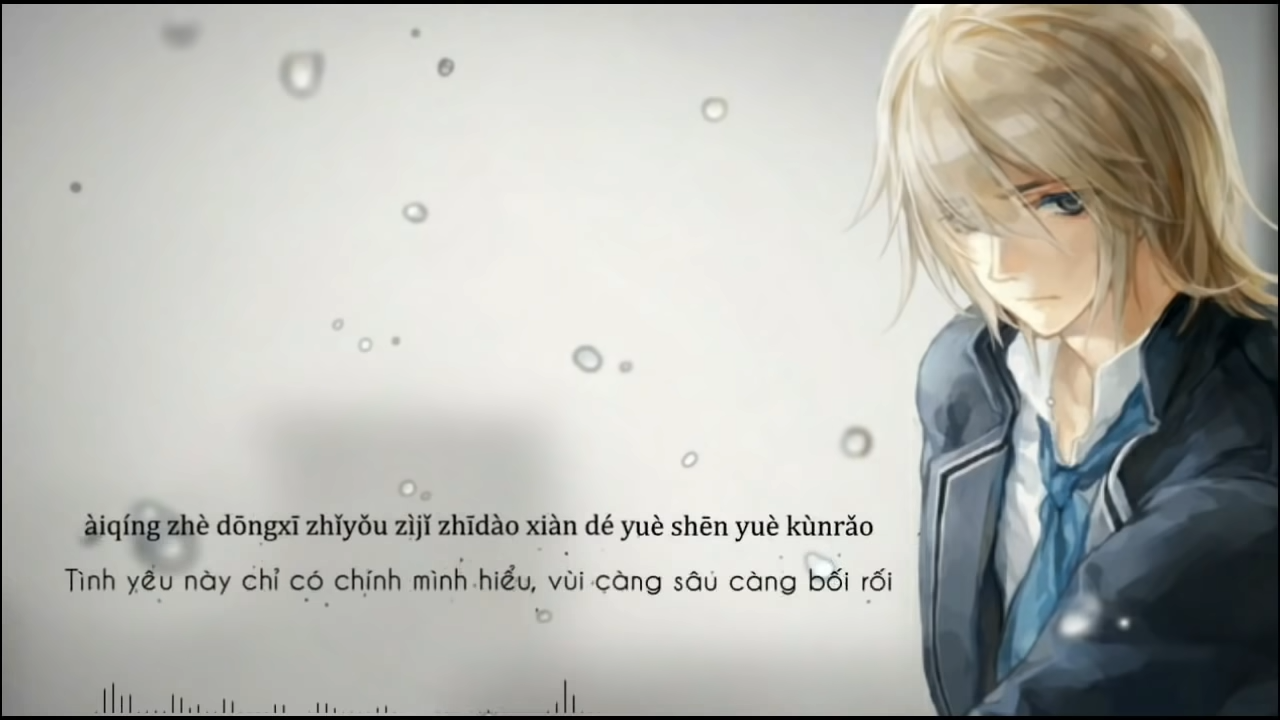 àiqíng zhè dōngxī zhǐyǒu zìjǐ zhīdào xiàn dé yuè shēn yuè kùnrǎo
Tình yêu này chỉ có chính mình hiểu, vùi càng sâu càng bối rối